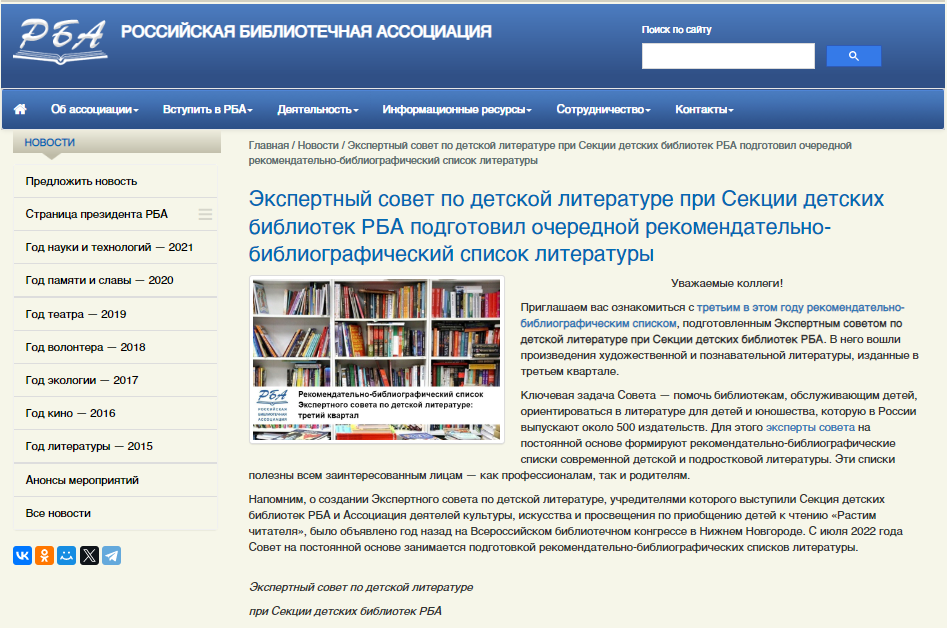 РБА
РОССИЙСКАЯ БИБЛИОТЕЧНАЯ АССОЦИАЦИЯ
Поиск по сайту
Об ассоциации
Вступить в РБА
Деятельность
Информационные ресурсы
Сотрудничество
Контакты
НОВОСТИ
Предложить новость
Страница президента РБА
Год науки и технологий — 2021
Год памяти и славы — 2020
Год театра — 2019
Год волонтера — 2018
Год экологии — 2017
Год кино — 2016
Год литературы — 2015
Анонсы мероприятий
Все новости
Главная / Новости / Экспертный совет по детской литературе при Секции детских библиотек РБА подготовил очередной
рекомендательно-библиографический список литературы
Экспертный совет по детской литературе при Секции детских
библиотек РБА подготовил очередной рекомендательно-
библиографический список литературы
РБА
РОССИЙСКАЯ
БИБЛИОТЕЧНАЯ
АССОЦИАЦИЯ
Рекомендательно-библиографический список
Экспертного совета по детской литературе:
третий квартал
Уважаемые коллеги!
Приглашаем вас ознакомиться с третьим в этом году рекомендательно-
библиографическим списком, подготовленным Экспертным советом по
детской литературе при Секции детских библиотек РБА. В него вошли
произведения художественной и познавательной литературы, изданные в
третьем квартале.
Ключевая задача Совета — помочь библиотекам, обслуживающим детей,
ориентироваться в литературе для детей и юношества, которую в России
выпускают около 500 издательств. Для этого эксперты совета на
постоянной основе формируют рекомендательно-библиографические
списки современной детской и подростковой литературы. Эти списки
полезны всем заинтересованным лицам — как профессионалам, так и родителям.
Напомним, о создании Экспертного совета по детской литературе, учредителями которого выступили Секция детских
библиотек РБА и Ассоциация деятелей культуры, искусства и просвещения по приобщению детей к чтению «Растим
читателя», было объявлено год назад на Всероссийском библиотечном конгрессе в Нижнем Новгороде. С июля 2022 года
Совет на постоянной основе занимается подготовкой рекомендательно-библиографических списков литературы.
Экспертный совет по детской литературе
при Секции детских библиотек РБА